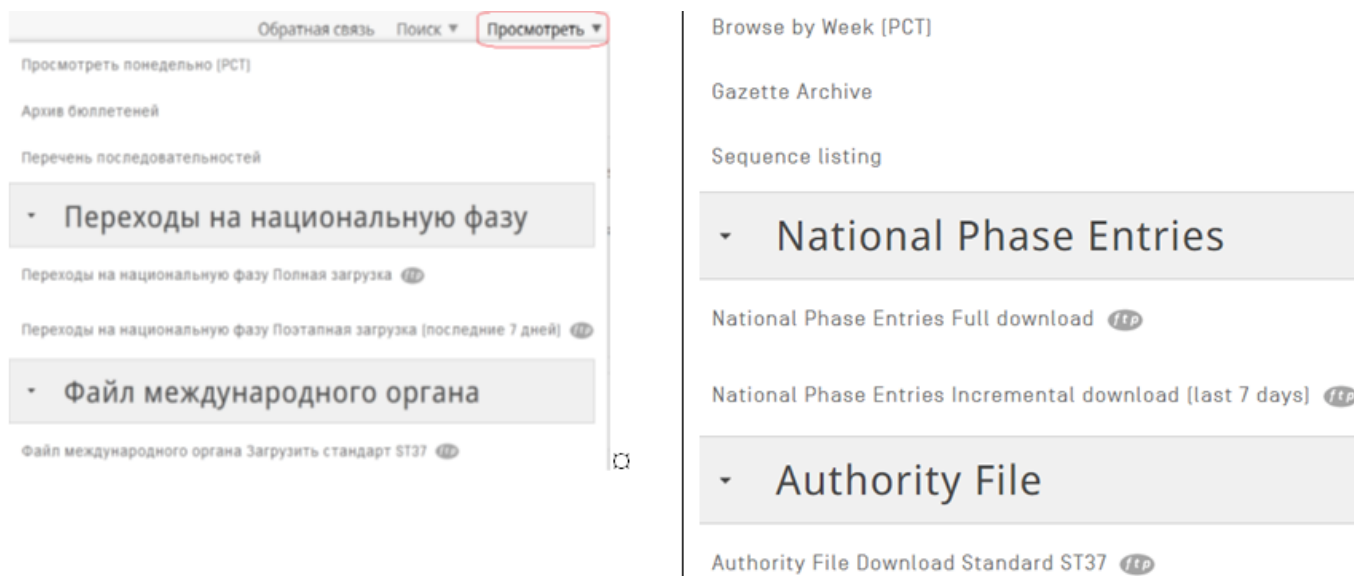 Обратная связь Поиск ▼ Просмотреть ▼
Просмотреть понедельно (PCT)
Архив бюллетеней
Перечень последовательностей
Переходы на национальную фазу
Переходы на национальную фазу Полная загрузка ftp
Переходы на национальную фазу Поэтапная загрузка (последние 7 дней) ftp
Файл международного органа
Файл международного органа Загрузить стандарт ST37 ftp
Browse by Week (PCT)
Gazette Archive
Sequence listing
National Phase Entries
National Phase Entries Full download ftp
National Phase Entries Incremental download (last 7 days) ftp
Authority File
Authority File Download Standard ST37 ftp